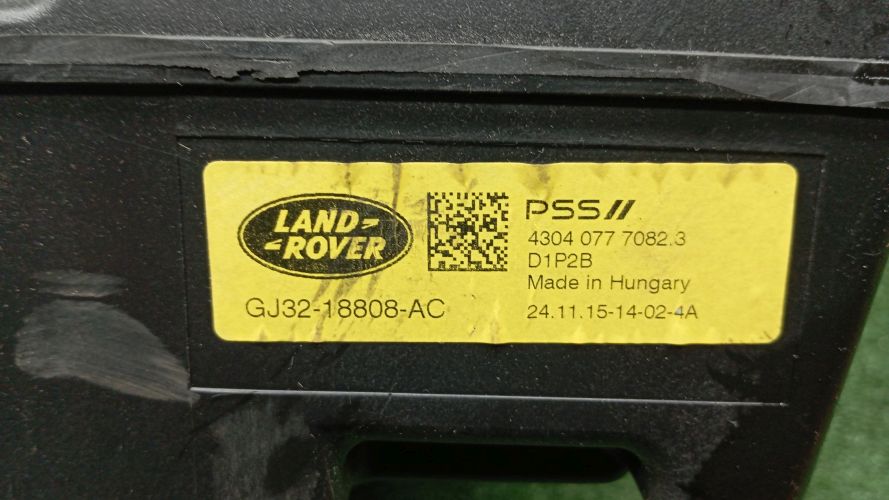 LAND-
-ROVER
GJ32-18808-AC
PSS//
4304 077 7082.3
D1P2B
Made in Hungary
24.11.15-14-02-4A